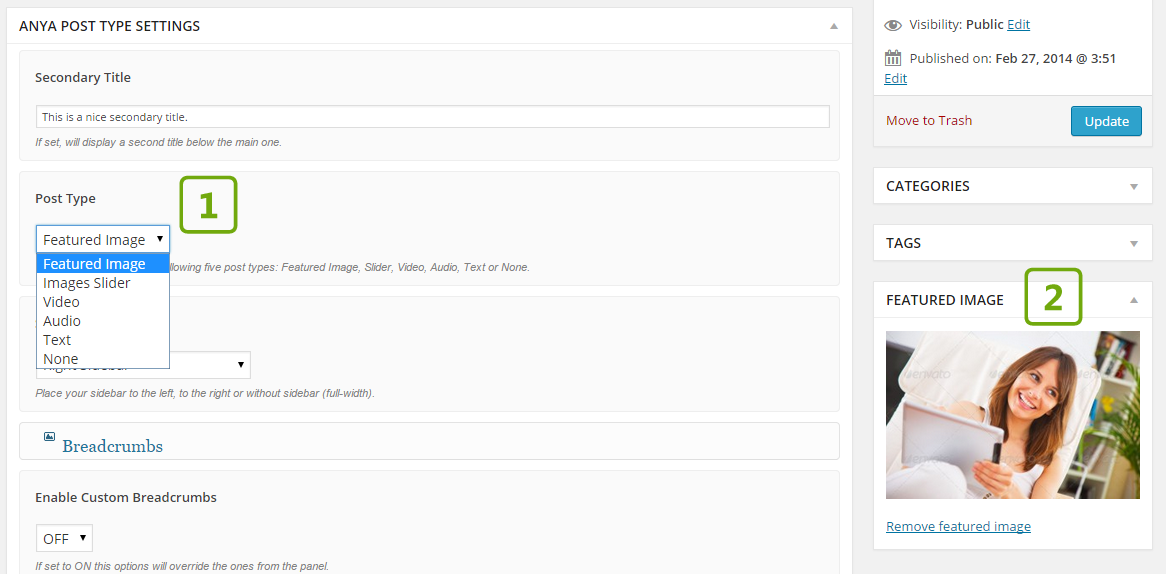 ANYA POST TYPE SETTINGS
Secondary Title
This is a nice secondary title.
If set, will display a second title below the main one.
Post Type
1
Featured Image
Featured Image
Images Slider
Video
Audio
Text
None
five post types: Featured Image, Slider, Video, Audio, Text or None.
Place your sidebar to the left, to the right or without sidebar (full-width).
Breadcrumbs
Enable Custom Breadcrumbs
OFF
If set to ON this options will override the ones from the panel.
Visibility: Public Edit
Published on: Feb 27, 2014 @ 3:51
Edit
Move to Trash
Update
CATEGORIES
TAGS
FEATURED IMAGE
2
Remove featured image